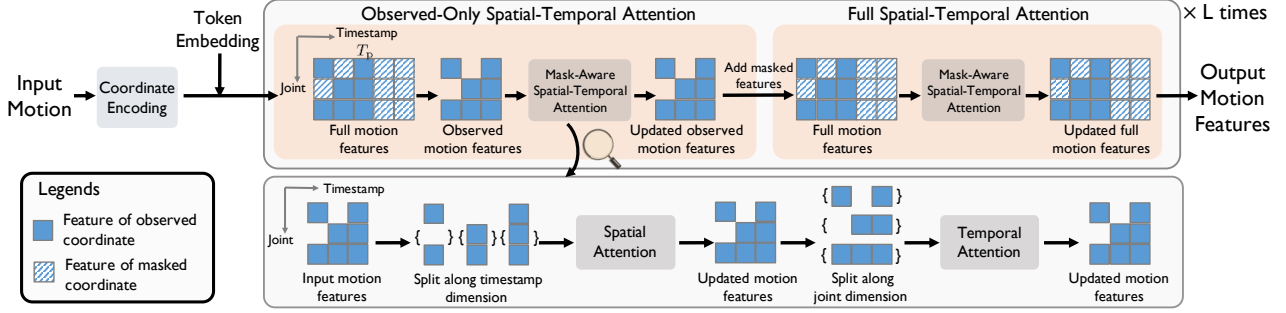 Observed-Only Spatial-Temporal Attention
Full Spatial-Temporal Attention
× L times
Token
Embedding
Timestamp
T_p
Joint
Input
Motion
Coordinate
Encoding
Full motion
features
Observed
motion features
Mask-Aware
Spatial-Temporal
Attention
Updated observed
motion features
Add masked
features
Full motion
features
Mask-Aware
Spatial-Temporal
Attention
Updated full
motion features
Output
Motion
Features
Legends
Feature of observed
coordinate
Feature of masked
coordinate
Timestamp
Joint
Input motion
features
{ } { } { }
Split along timestamp
dimension
Spatial
Attention
Updated motion
features
{ }
{ }
{ }
Split along
joint dimension
Temporal
Attention
Updated motion
features